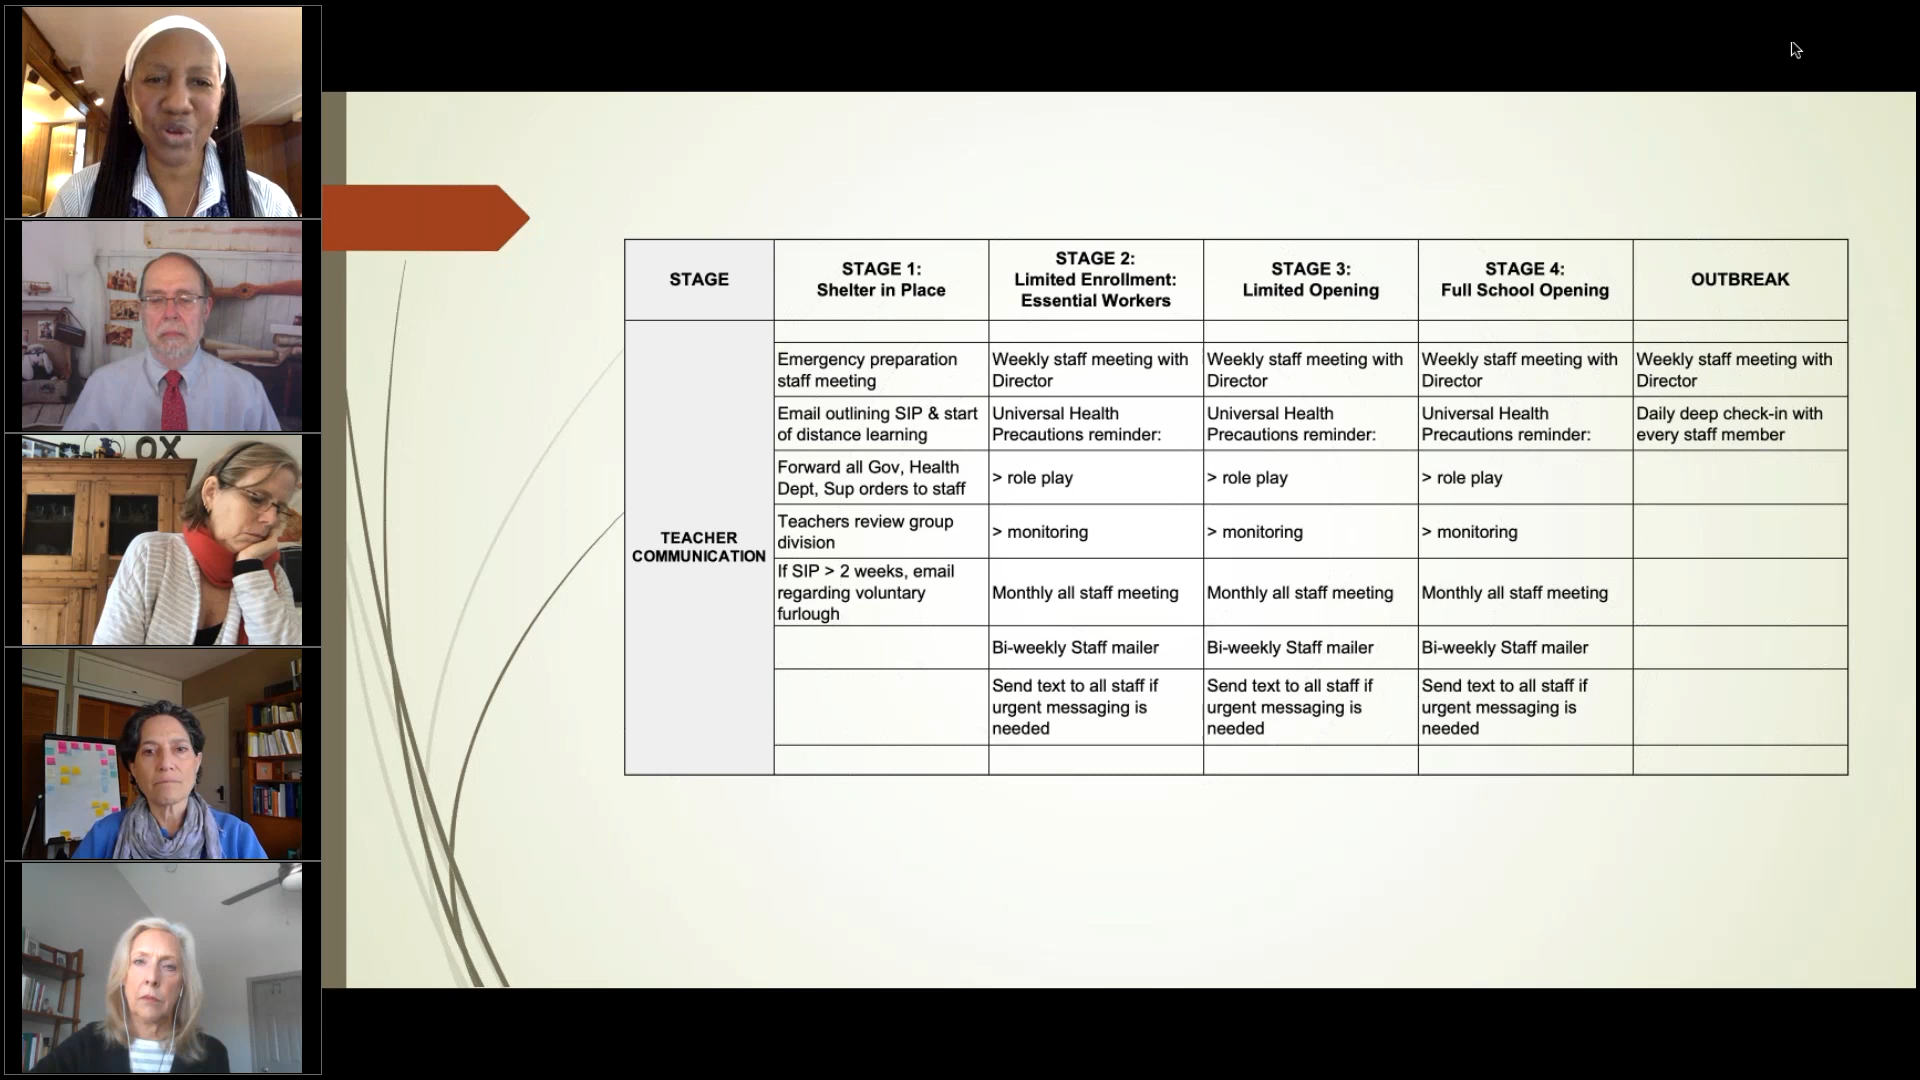 OX
STAGE
STAGE 1:
Shelter in Place
STAGE 2:
Limited Enrollment:
Essential Workers
STAGE 3:
Limited Opening
STAGE 4:
Full School Opening
OUTBREAK
TEACHER
COMMUNICATION
Emergency preparation
staff meeting
Weekly staff meeting with
Director
Weekly staff meeting with
Director
Weekly staff meeting with
Director
Weekly staff meeting with
Director
Email outlining SIP & start
of distance learning
Universal Health
Precautions reminder:
Universal Health
Precautions reminder:
Universal Health
Precautions reminder:
Daily deep check-in with
every staff member
Forward all Gov, Health
Dept, Sup orders to staff
> role play
> role play
> role play
Teachers review group
division
> monitoring
> monitoring
> monitoring
If SIP > 2 weeks, email
regarding voluntary
furlough
Monthly all staff meeting
Monthly all staff meeting
Monthly all staff meeting
Bi-weekly Staff mailer
Bi-weekly Staff mailer
Bi-weekly Staff mailer
Send text to all staff if
urgent messaging is
needed
Send text to all staff if
urgent messaging is
needed
Send text to all staff if
urgent messaging is
needed